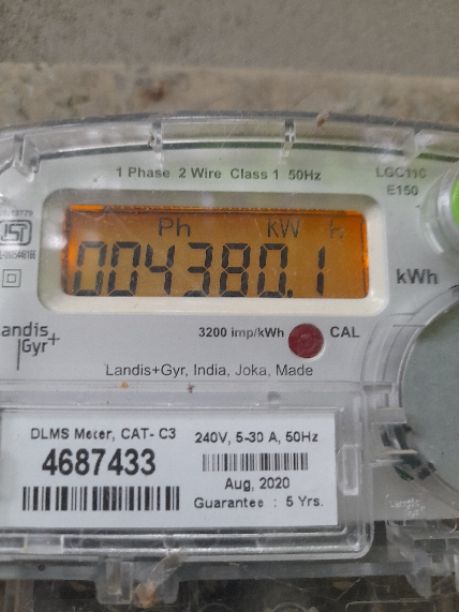 1 Phase 2 Wire Class 1 50Hz
LGC11C
E150
Ph kW h
004380.1
kWh
Landis
Gyr+
3200 imp/kWh CAL
Landis+Gyr, India, Joka, Made
DLMS Meter, CAT- C3
4687433
240V, 5-30 A, 50Hz
Aug, 2020
Guarantee : 5 Yrs.